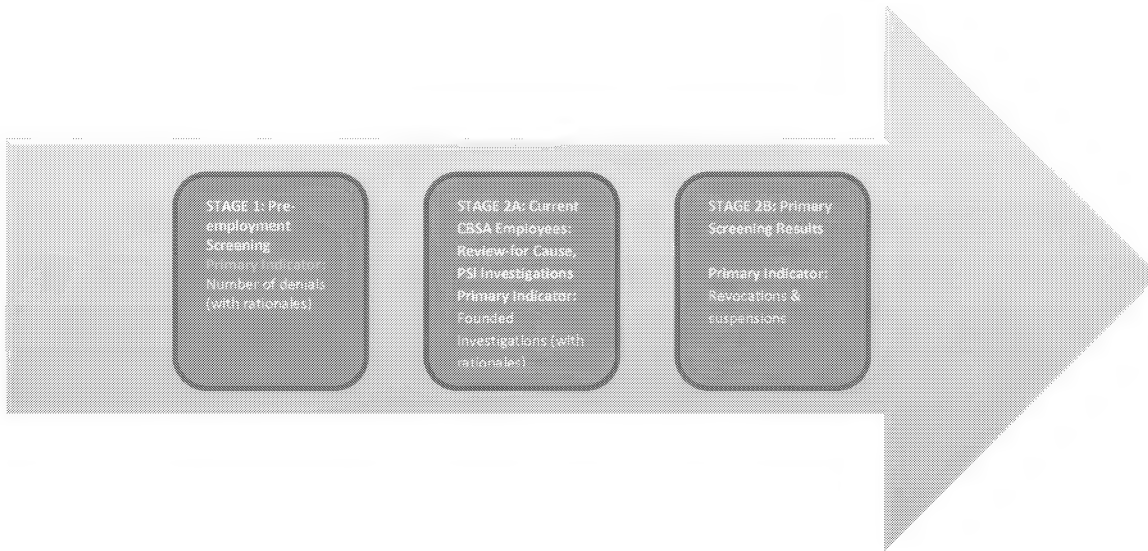 STAGE 1: Pre-
employment
Screening
Primary Indicator:
Number of denials
(with rationales)
STAGE 2A: Current
CBSA Employees:
Review-for Cause,
PSI Investigations
Primary Indicator:
Founded
Investigations (with
rationales)
STAGE 2B: Primary
Screening Results
Primary Indicator:
Revocations &
suspensions